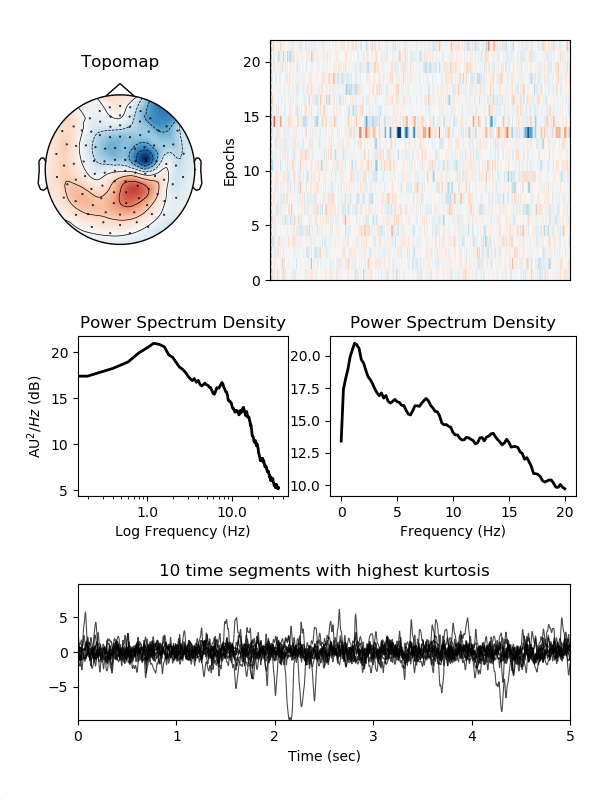 Topomap
Epochs
20
15
10
5
0
Power Spectrum Density
AU²/Hz (dB)
20
15
10
5
1.0 10.0
Log Frequency (Hz)
Power Spectrum Density
20.0
17.5
15.0
12.5
10.0
0 5 10 15 20
Frequency (Hz)
10 time segments with highest kurtosis
5
0
−5
0 1 2 3 4 5
Time (sec)